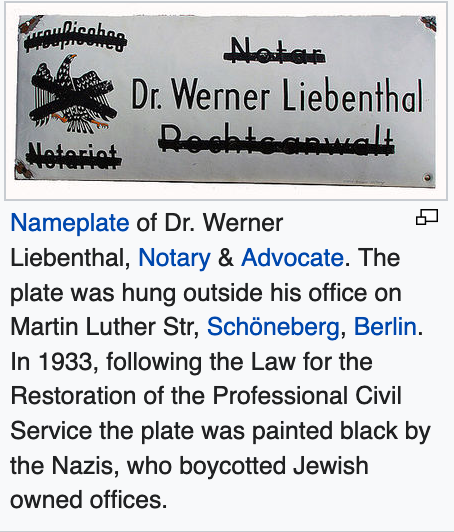 Preußisches
Notar
Dr. Werner Liebenthal
Rechtsanwalt
Notariat
Nameplate of Dr. Werner
Liebenthal, Notary & Advocate. The
plate was hung outside his office on
Martin Luther Str, Schöneberg, Berlin.
In 1933, following the Law for the
Restoration of the Professional Civil
Service the plate was painted black by
the Nazis, who boycotted Jewish
owned offices.